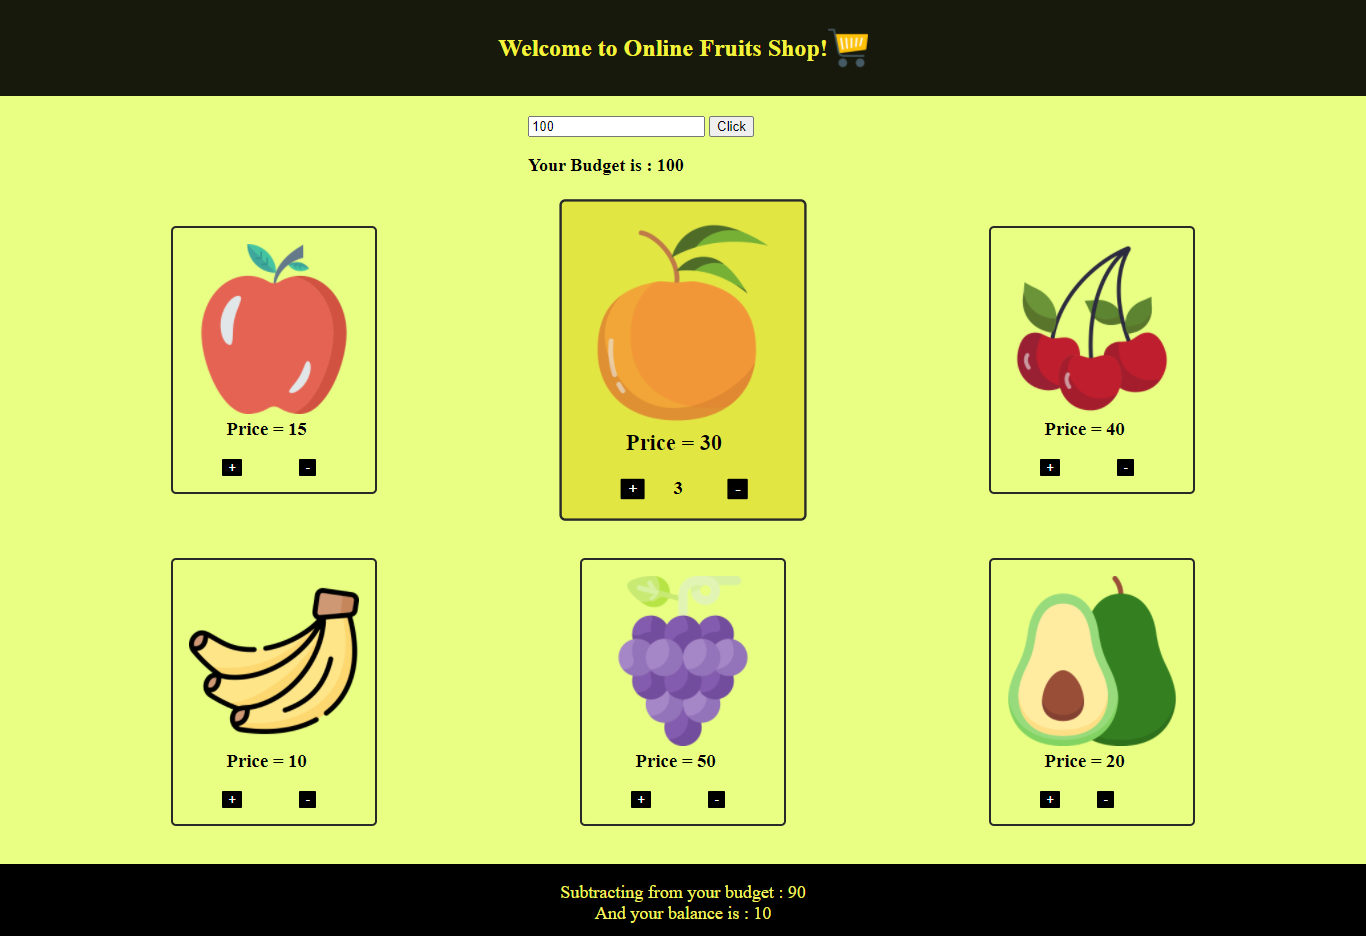 Welcome to Online Fruits Shop!
100 Click
Your Budget is : 100
Price = 15
+ -
Price = 30
+ 3 -
Price = 40
+ -
Price = 10
+ -
Price = 50
+ -
Price = 20
+ -
Subtracting from your budget : 90
And your balance is : 10